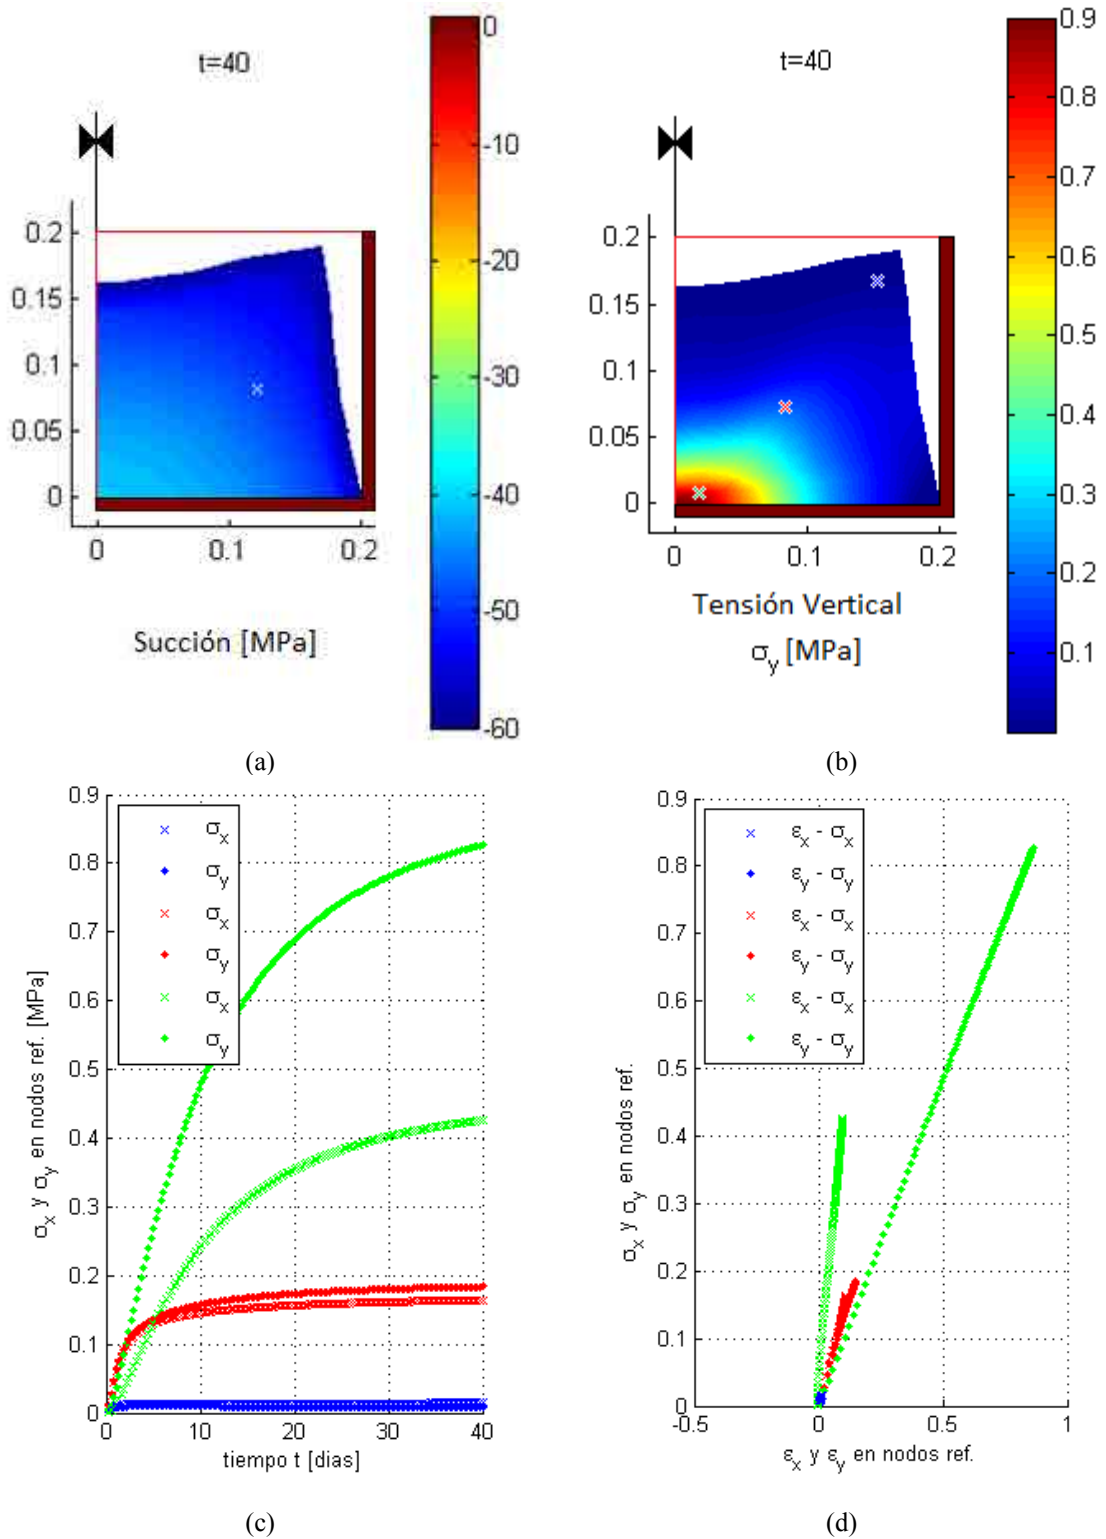 t=40
0
-10
-20
-30
-40
-50
-60
0.2
0.15
0.1
0.05
0
0 0.1 0.2
Succión [MPa]
(a)
t=40
0.9
0.8
0.7
0.6
0.5
0.4
0.3
0.2
0.1
0.2
0.15
0.1
0.05
0
0 0.1 0.2
Tensión Vertical
σy [MPa]
(b)
0.9
0.8
0.7
0.6
0.5
0.4
0.3
0.2
0.1
0
σx y σy en nodos ref. [MPa]
σx
σy
σx
σy
σx
σy
0 10 20 30 40
tiempo t [dias]
(c)
0.9
0.8
0.7
0.6
0.5
0.4
0.3
0.2
0.1
0
σx y σy en nodos ref.
εx - σx
εy - σy
εx - σx
εy - σy
εx - σx
εy - σy
-0.5 0 0.5 1
εx y εy en nodos ref.
(d)